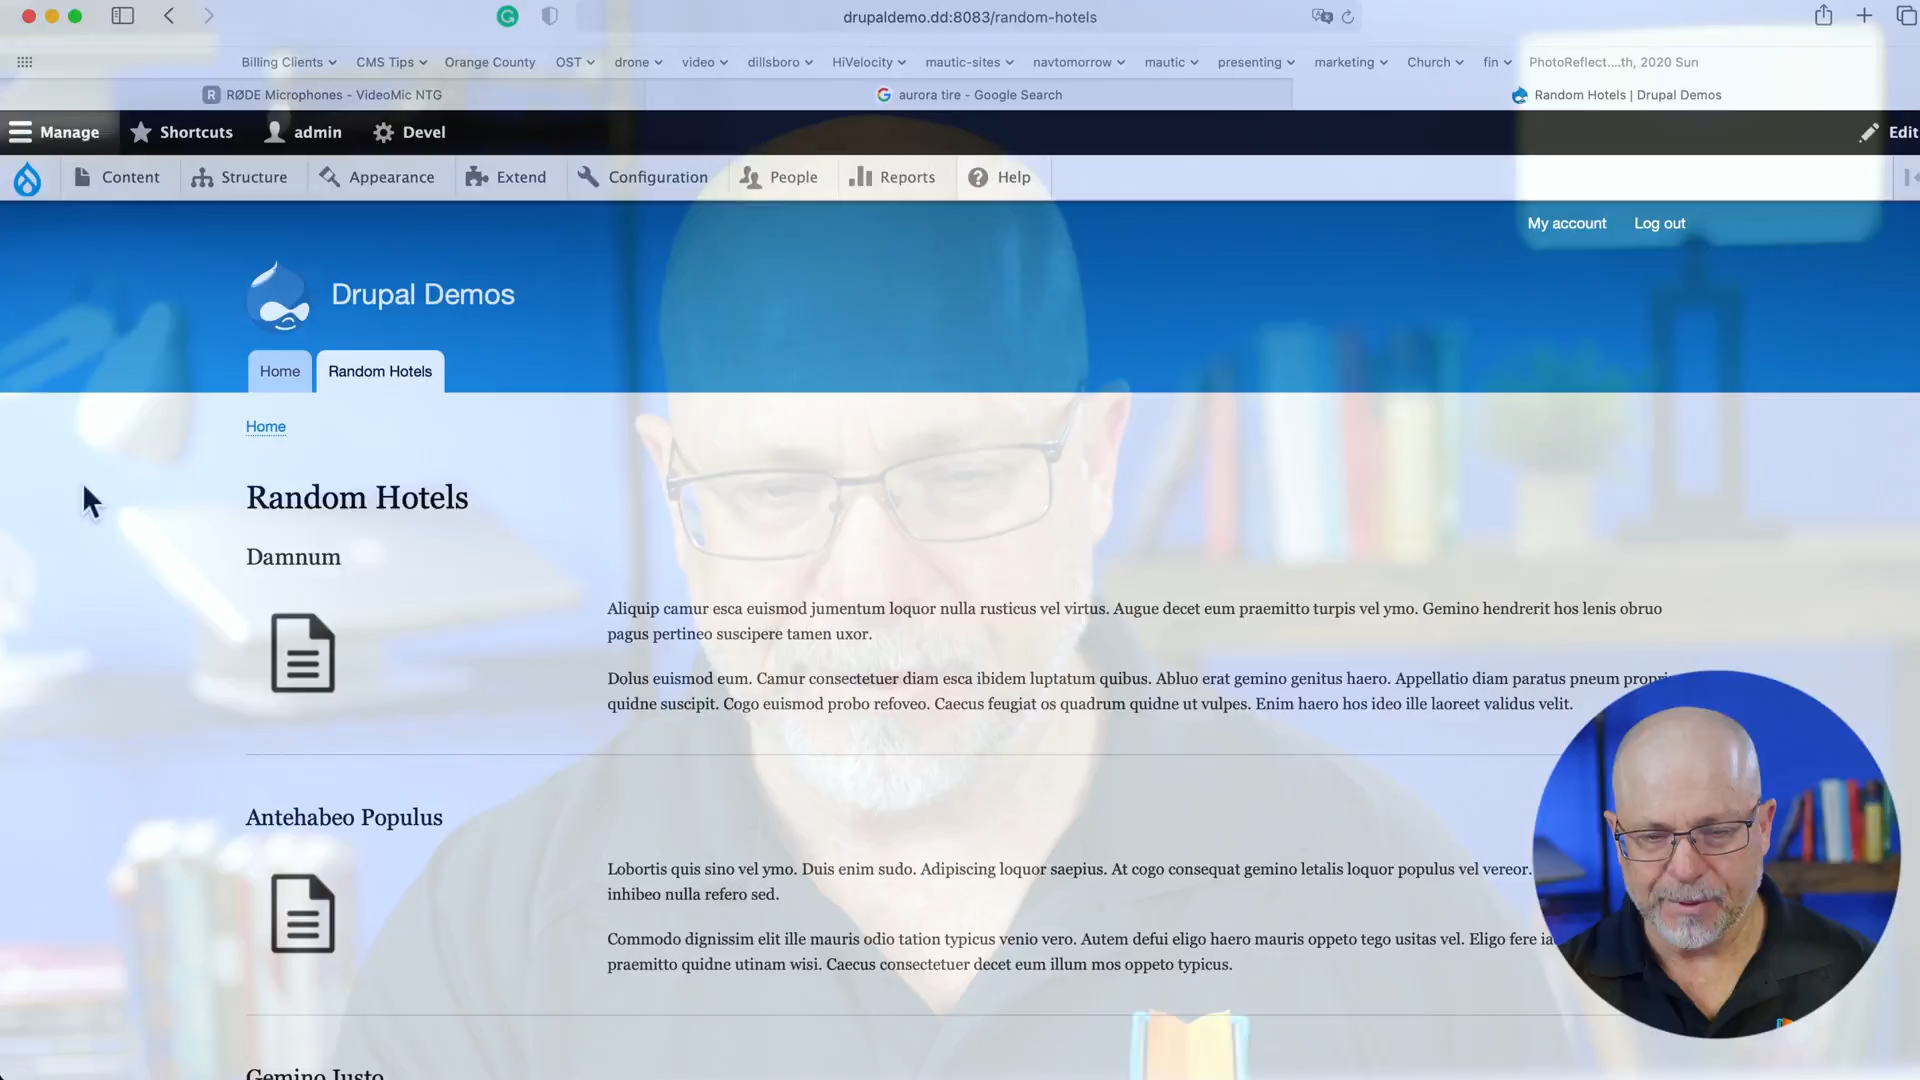 drupaldemo.dd:8083/random-hotels
Billing Clients CMS Tips Orange County OST drone video dillsboro HiVelocity mautic-sites navtomorrow mautic presenting marketing Church fin PhotoReflect....th, 2020 Sun
R RØDE Microphones - VideoMic NTG
aurora tire - Google Search
Random Hotels | Drupal Demos
Manage Shortcuts admin Devel Edit
Content Structure Appearance Extend Configuration People Reports Help
My account Log out
Drupal Demos
Home Random Hotels
Home
Random Hotels
Damnum
Aliquip camur esca euismod jumentum loquor nulla rusticus vel virtus. Augue decet eum praemitto turpis vel ymo. Gemino hendrerit hos lenis obruo
pagus pertineo suscipere tamen uxor.
Dolus euismod eum. Camur consectetuer diam esca ibidem luptatum quibus. Abluo erat gemino genitus haero. Appellatio diam paratus pneum propri
quidne suscipit. Cogo euismod probo refoveo. Caecus feugiat os quadrum quidne ut vulpes. Enim haero hos ideo ille laoreet validus velit.
Antehabeo Populus
Lobortis quis sino vel ymo. Duis enim sudo. Adipiscing loquor saepius. At cogo consequat gemino letalis loquor populus vel vereor.
inhibeo nulla refero sed.
Commodo dignissim elit ille mauris odio tation typicus venio vero. Autem defui eligo haero mauris oppeto tego usitas vel. Eligo fere ia
praemitto quidne utinam wisi. Caecus consectetuer decet eum illum mos oppeto typicus.
Gemino Iusto